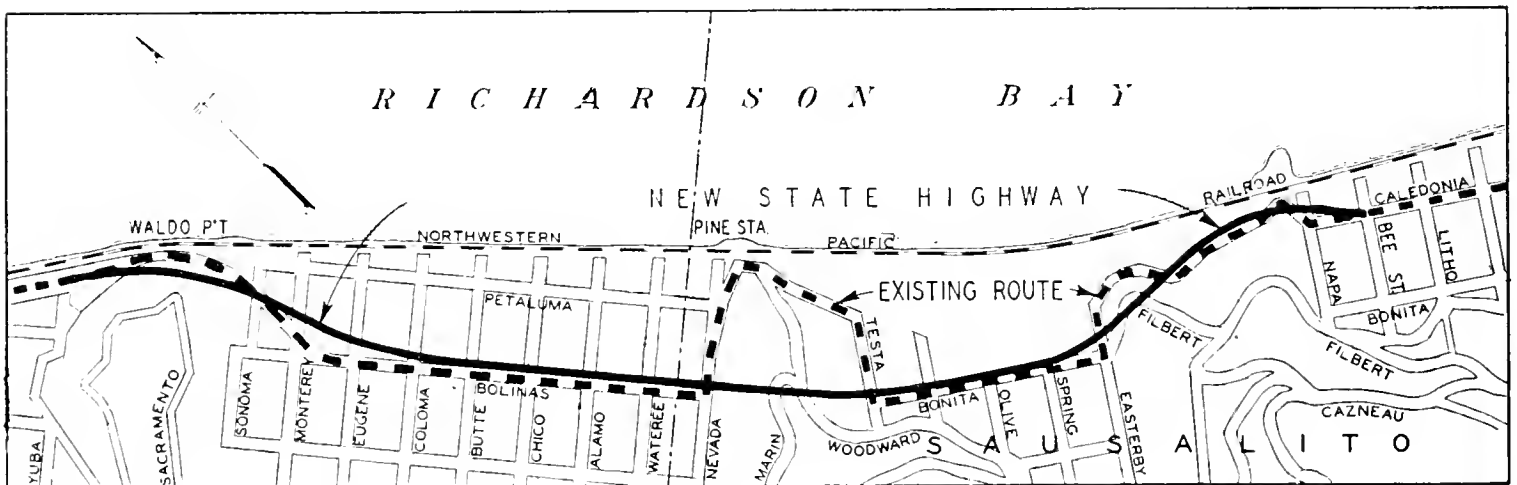 RICHARDSON BAY
NEW STATE HIGHWAY
RAILROAD
CALEDONIA
WALDO P'T
NORTHWESTERN
PINE STA.
PACIFIC
BEE ST.
LITHO
NAPA
PETALUMA
EXISTING ROUTE
BONITA
FILBERT
FILBERT
TESTA
SONOMA
MONTEREY
EUGENE
COLOMA
BOLINAS
BUTTE
CHICO
ALAMO
WATEREE
NEVADA
BONITA
OLIVE
SPRING
EASTERBY
CAZNEAU
YUBA
SACRAMENTO
MARIN
WOODWARD
SAUSALITO